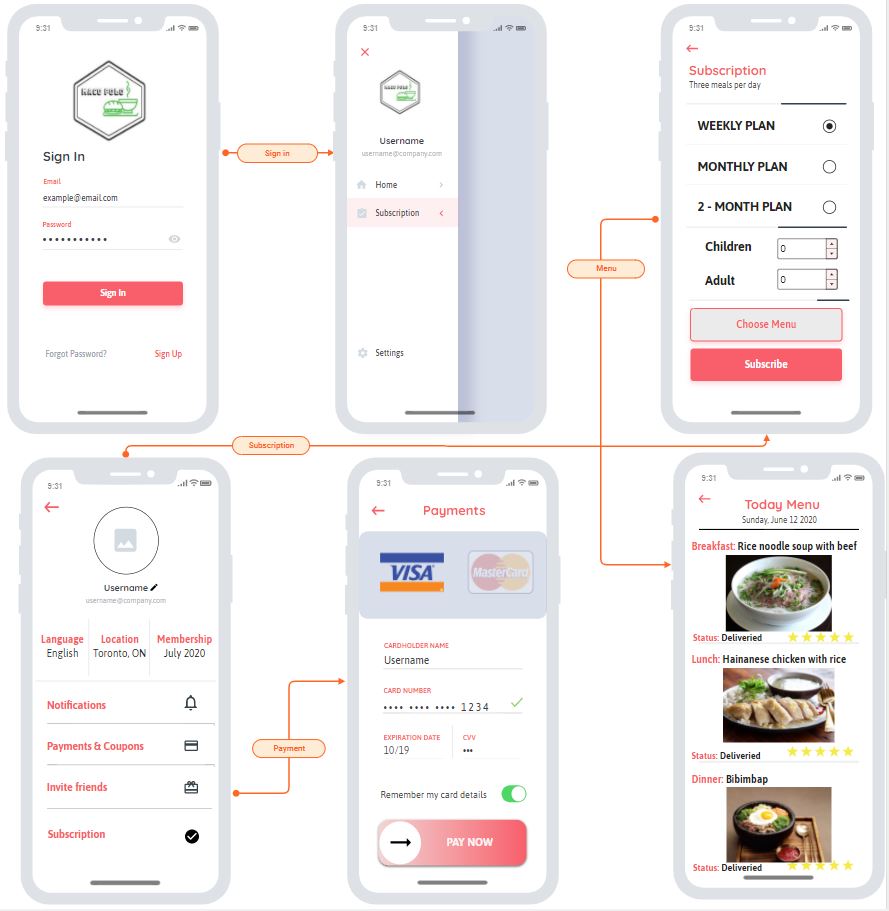 9:31
MACO POLO
Sign In
Email
example@email.com
Password
Sign In
Forgot Password? Sign Up
Sign in
9:31
MACO POLO
Username
username@company.com
Home
Subscription
Settings
9:31
Subscription
Three meals per day
WEEKLY PLAN
MONTHLY PLAN
2 - MONTH PLAN
Children 0
Adult 0
Choose Menu
Subscribe
Menu
Subscription
9:31
Username
username@company.com
Language Location Membership
English Toronto, ON July 2020
Notifications
Payments & Coupons
Invite friends
Subscription
Payment
9:31
Payments
VISA MasterCard
CARDHOLDER NAME
Username
CARD NUMBER
•••• •••• •••• 1234
EXPIRATION DATE CVV
10/19 •••
Remember my card details
PAY NOW
9:31
Today Menu
Sunday, June 12 2020
Breakfast: Rice noodle soup with beef
Status: Deliveried
Lunch: Hainanese chicken with rice
Status: Deliveried
Dinner: Bibimbap
Status: Deliveried